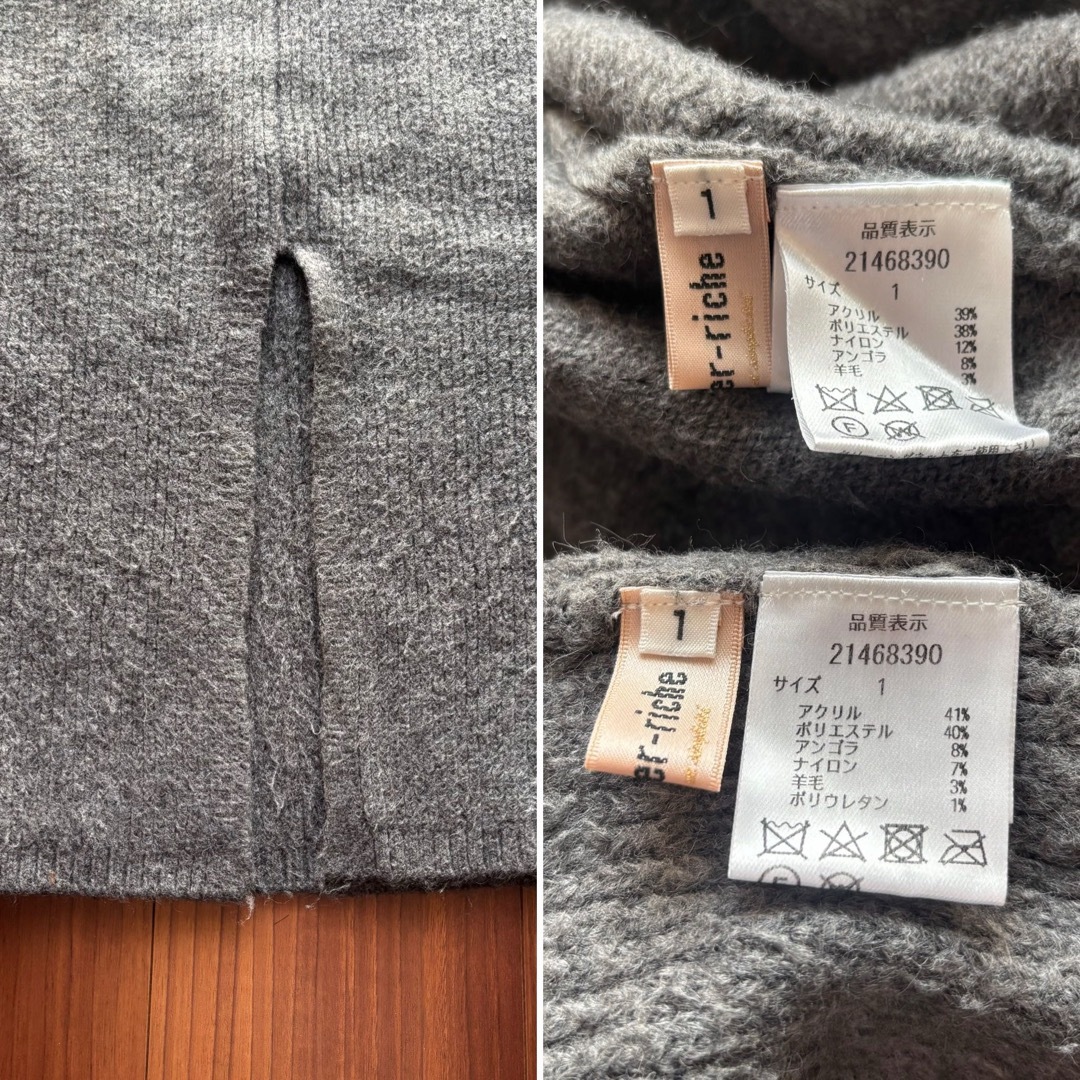 1
er-riche
品質表示
21468390
サイズ 1
アクリル 39%
ポリエステル 38%
ナイロン 12%
アンゴラ 8%
羊毛 3%
F
W
1
er-riche
品質表示
21468390
サイズ 1
アクリル 41%
ポリエステル 40%
アンゴラ 8%
ナイロン 7%
羊毛 3%
ポリウレタン 1%